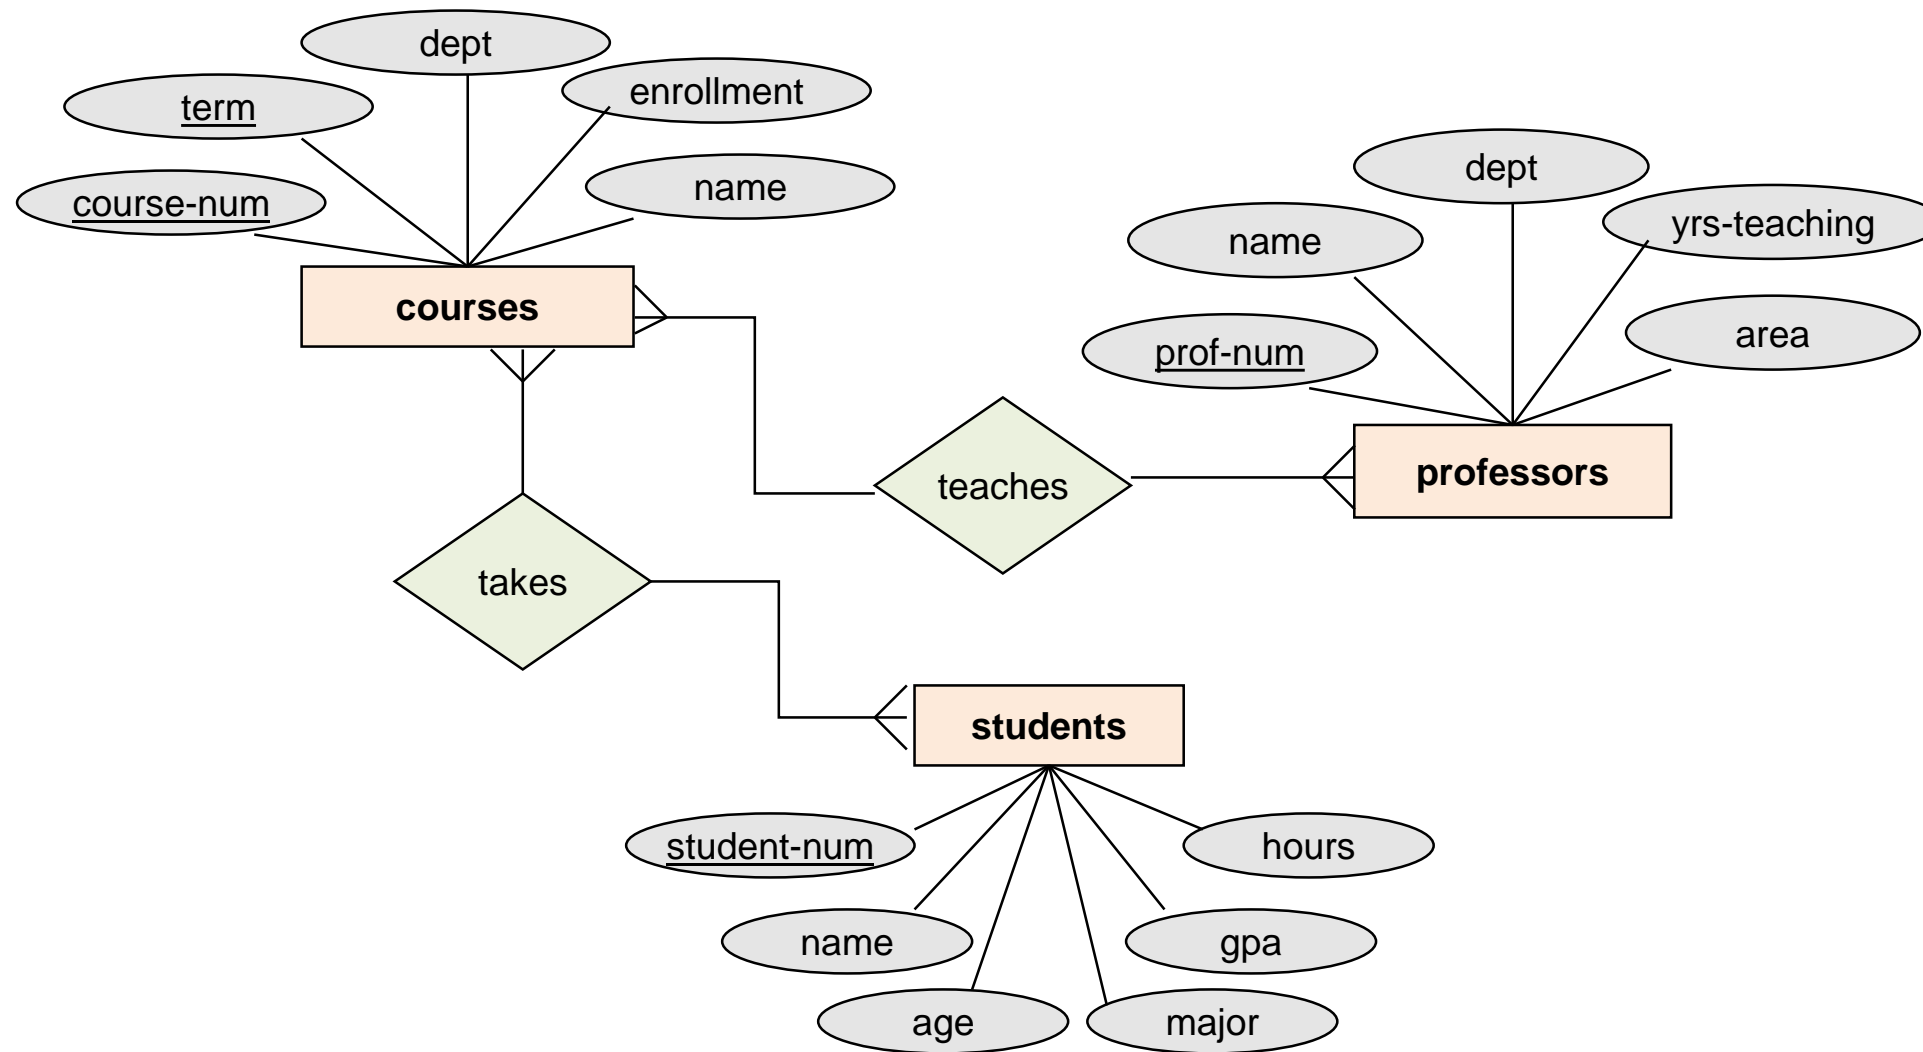 dept
term
enrollment
course-num
name
courses
dept
name
yrs-teaching
prof-num
area
professors
teaches
takes
students
student-num
hours
name
gpa
age
major